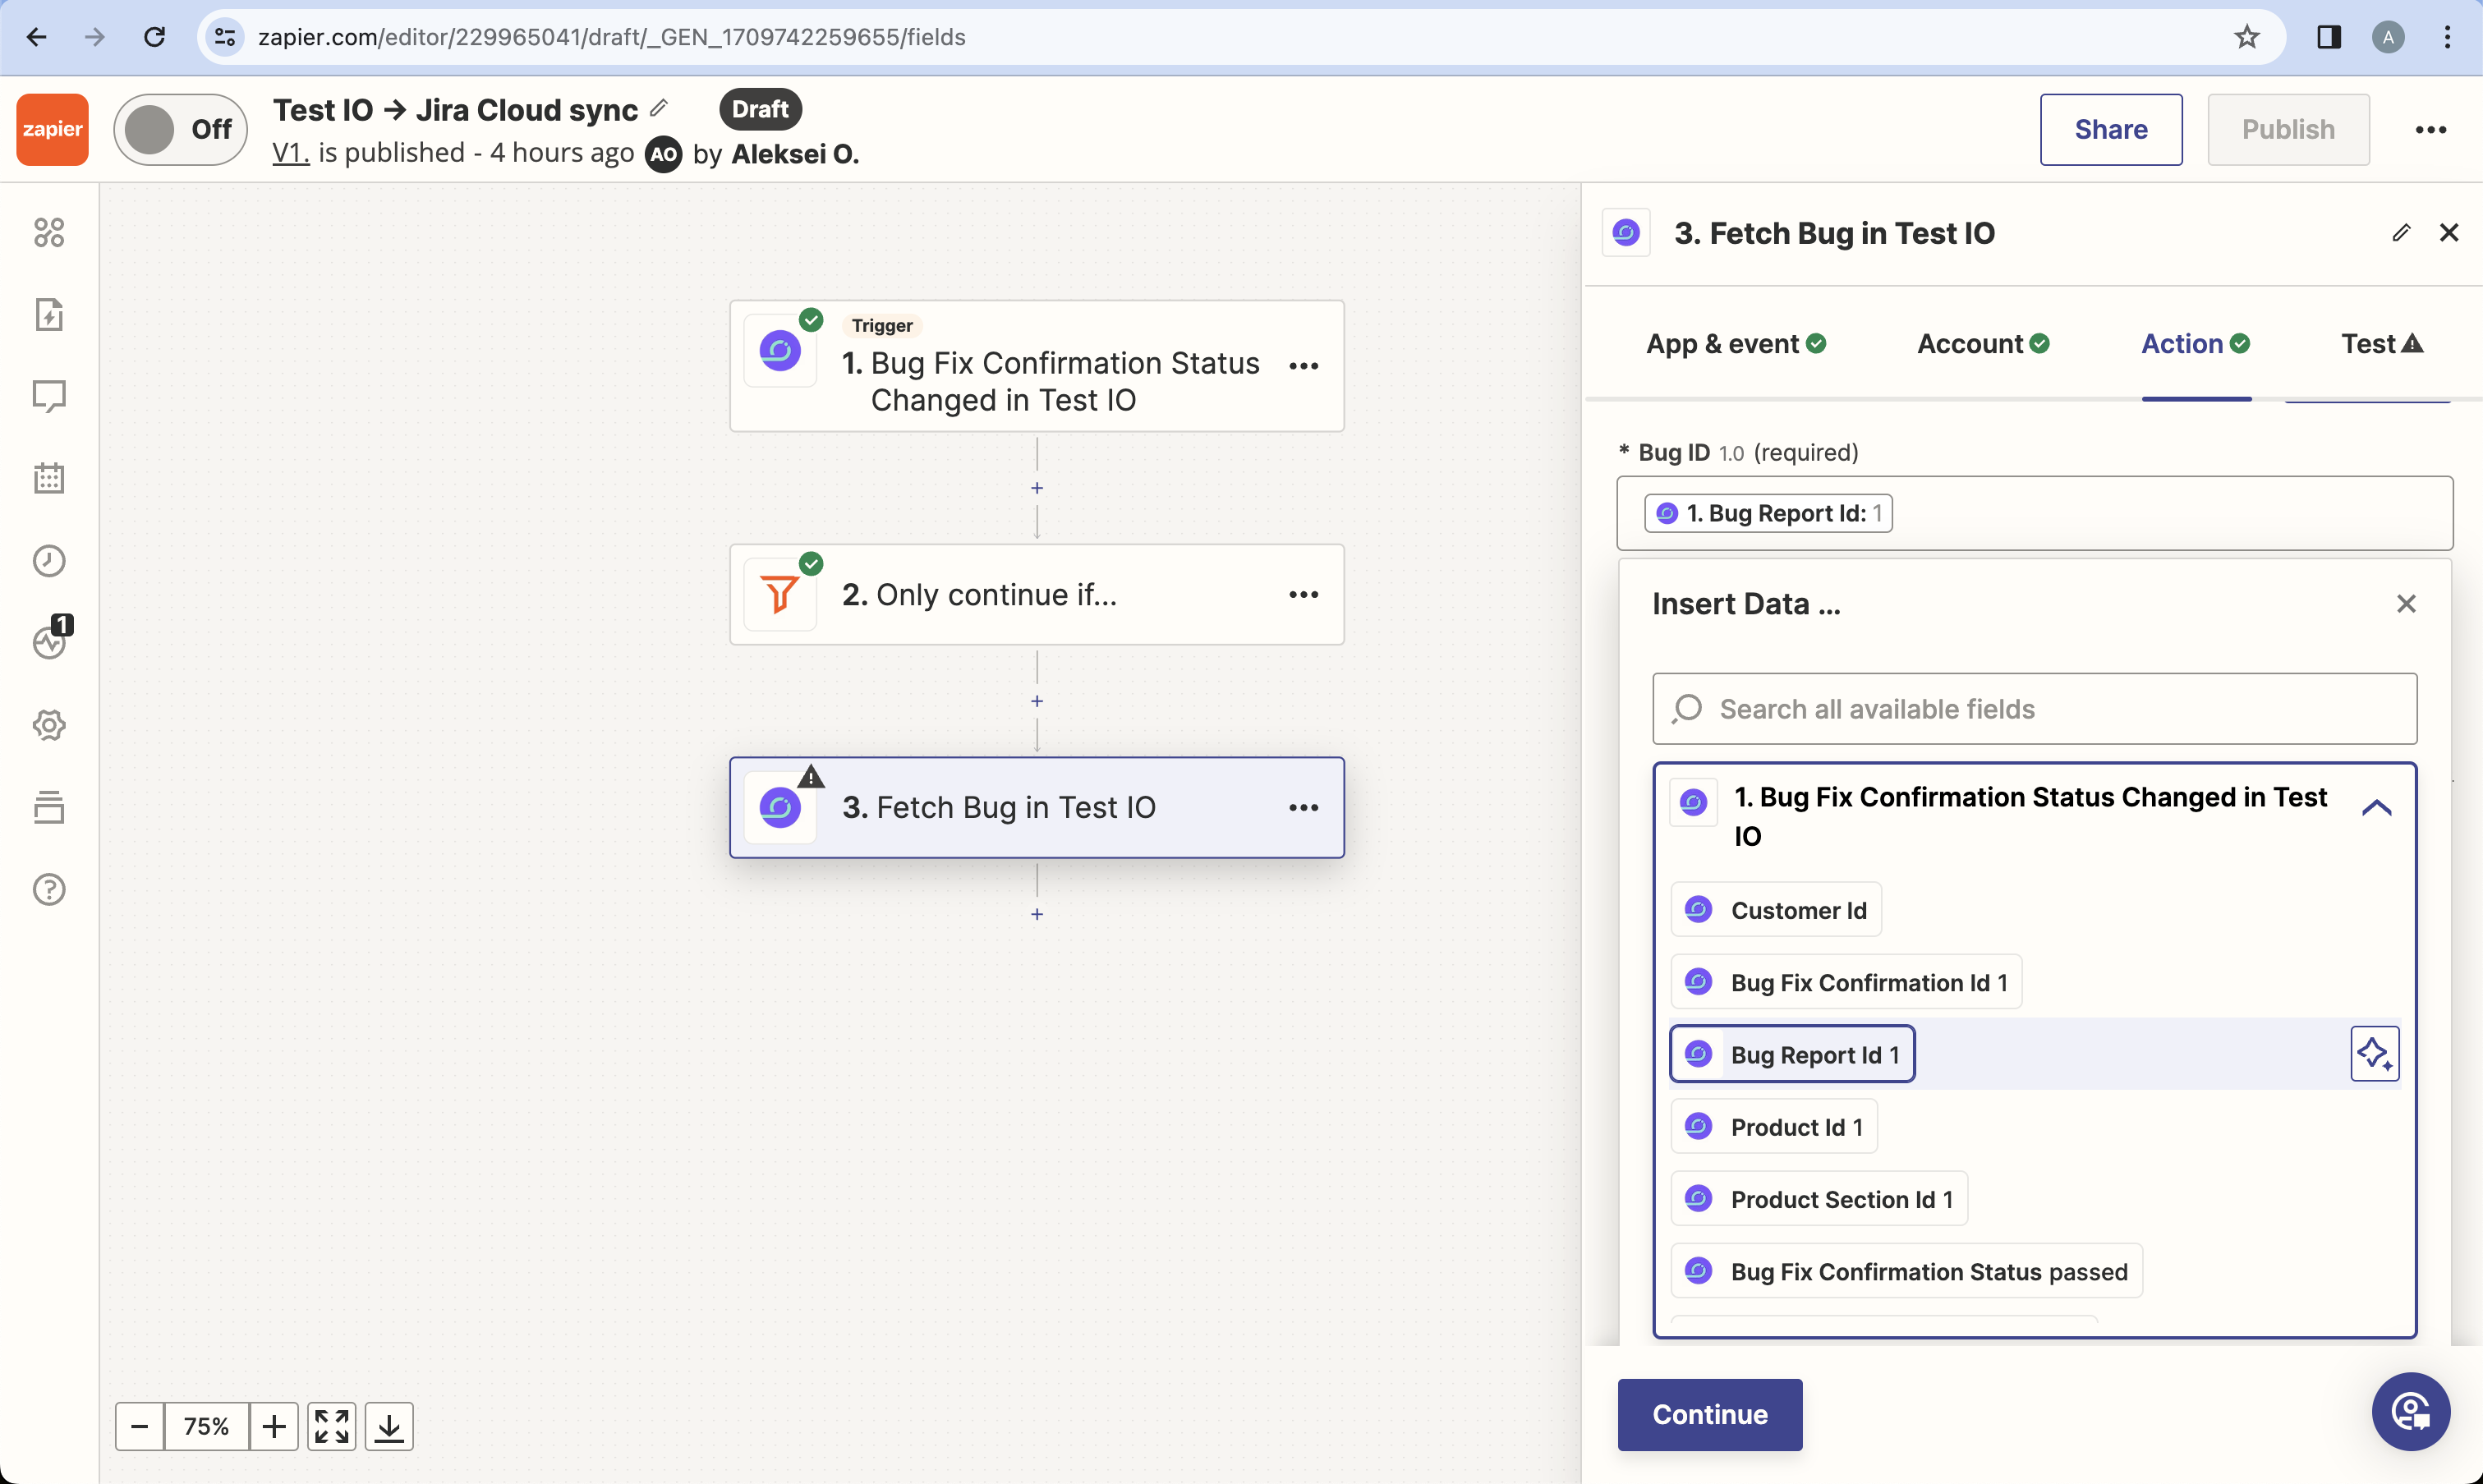 zapier.com/editor/229965041/draft/_GEN_1709742259655/fields
A
zapier
Off
Test IO → Jira Cloud sync
Draft
V1. is published - 4 hours ago AO by Aleksei O.
Share
Publish
1
Trigger
1. Bug Fix Confirmation Status
Changed in Test IO
2. Only continue if...
3. Fetch Bug in Test IO
75%
3. Fetch Bug in Test IO
App & event
Account
Action
Test
* Bug ID 1.0 (required)
1. Bug Report Id: 1
Insert Data ...
Search all available fields
1. Bug Fix Confirmation Status Changed in Test
IO
Customer Id
Bug Fix Confirmation Id 1
Bug Report Id 1
Product Id 1
Product Section Id 1
Bug Fix Confirmation Status passed
Continue